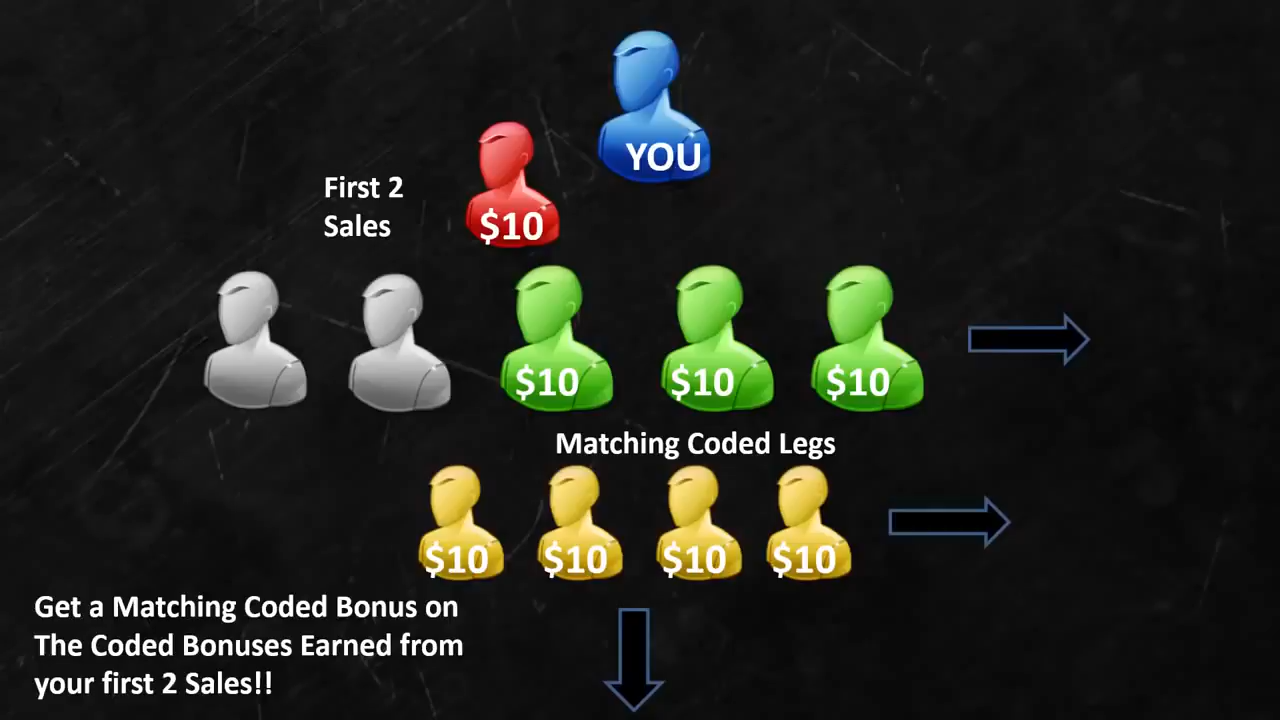 YOU
First 2
Sales
$10
$10
$10
$10
Matching Coded Legs
$10
$10
$10
$10
Get a Matching Coded Bonus on
The Coded Bonuses Earned from
your first 2 Sales!!